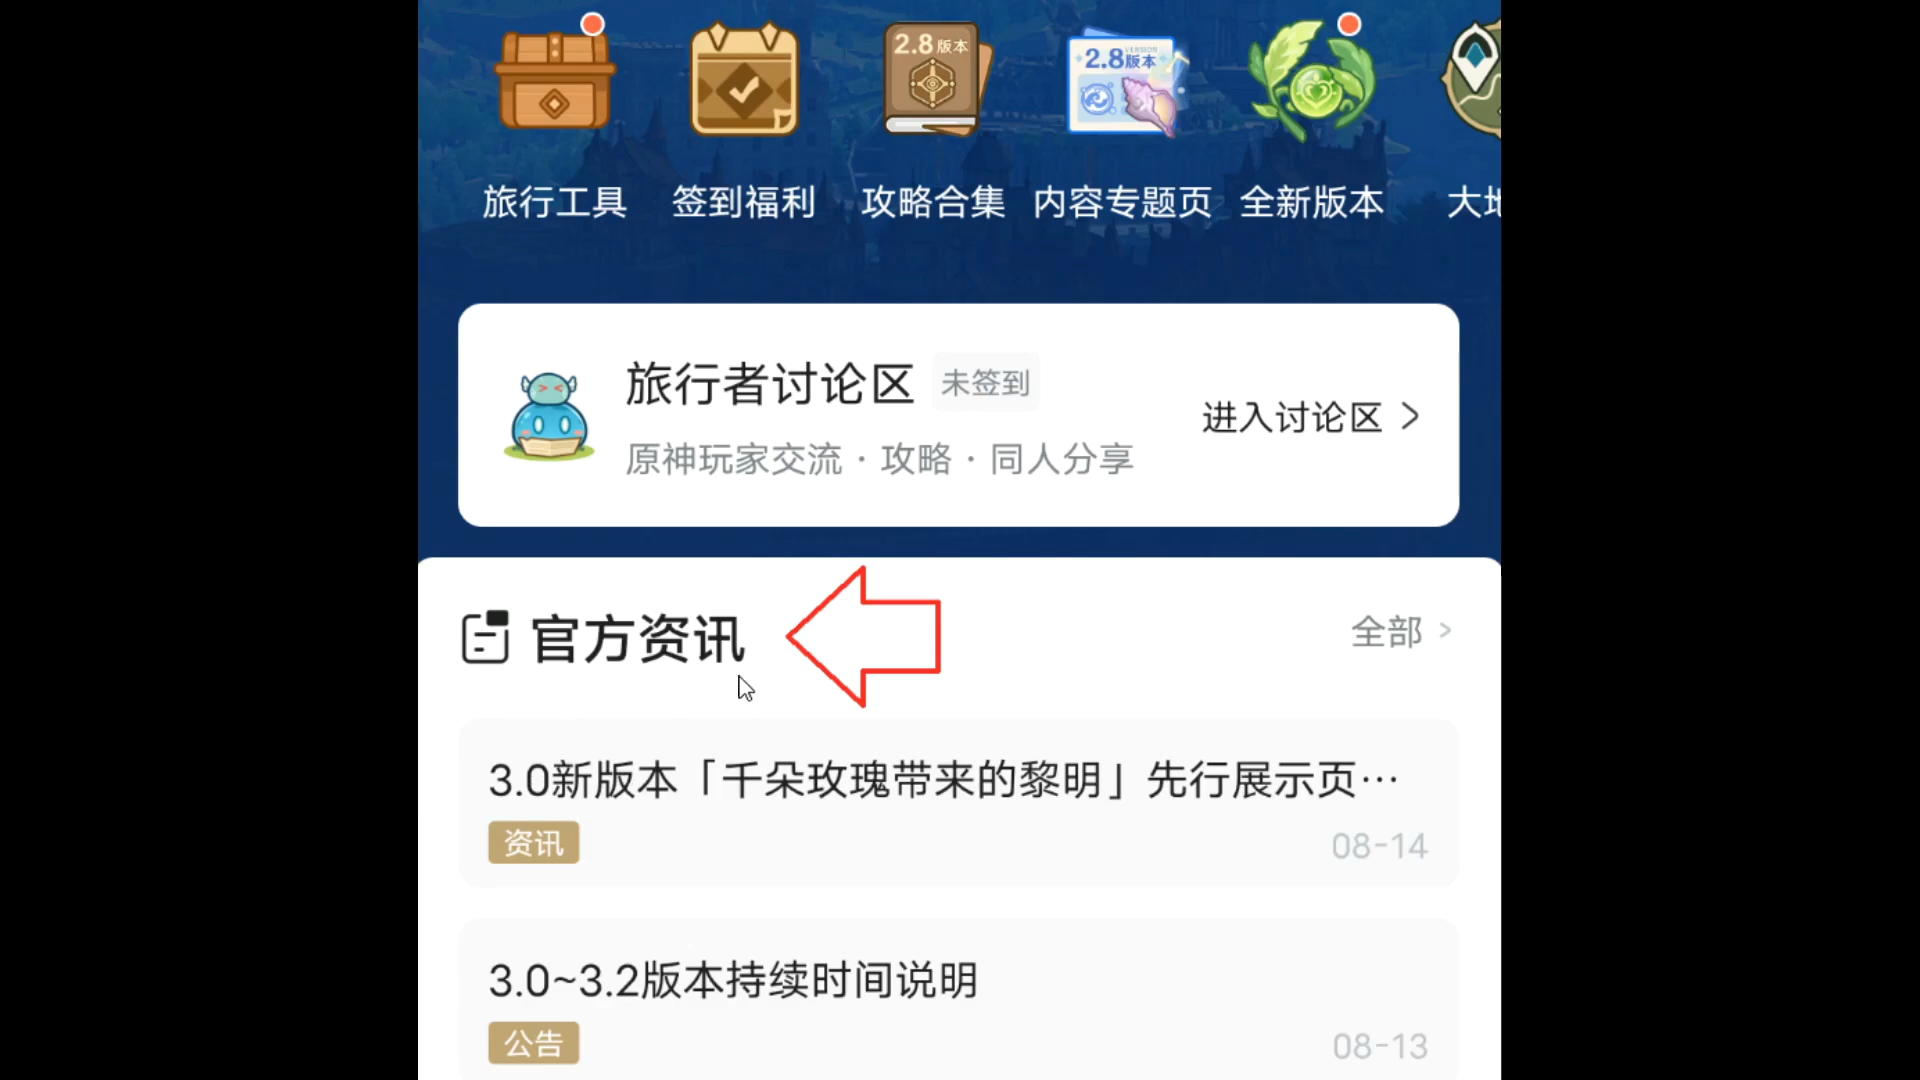 2.8版本
VERSION
2.8版本
旅行工具
签到福利
攻略合集
内容专题页
全新版本
大地
旅行者讨论区
未签到
原神玩家交流 · 攻略 · 同人分享
进入讨论区 >
官方资讯
全部 >
3.0新版本「千朵玫瑰带来的黎明」先行展示页…
资讯
08-14
3.0~3.2版本持续时间说明
公告
08-13